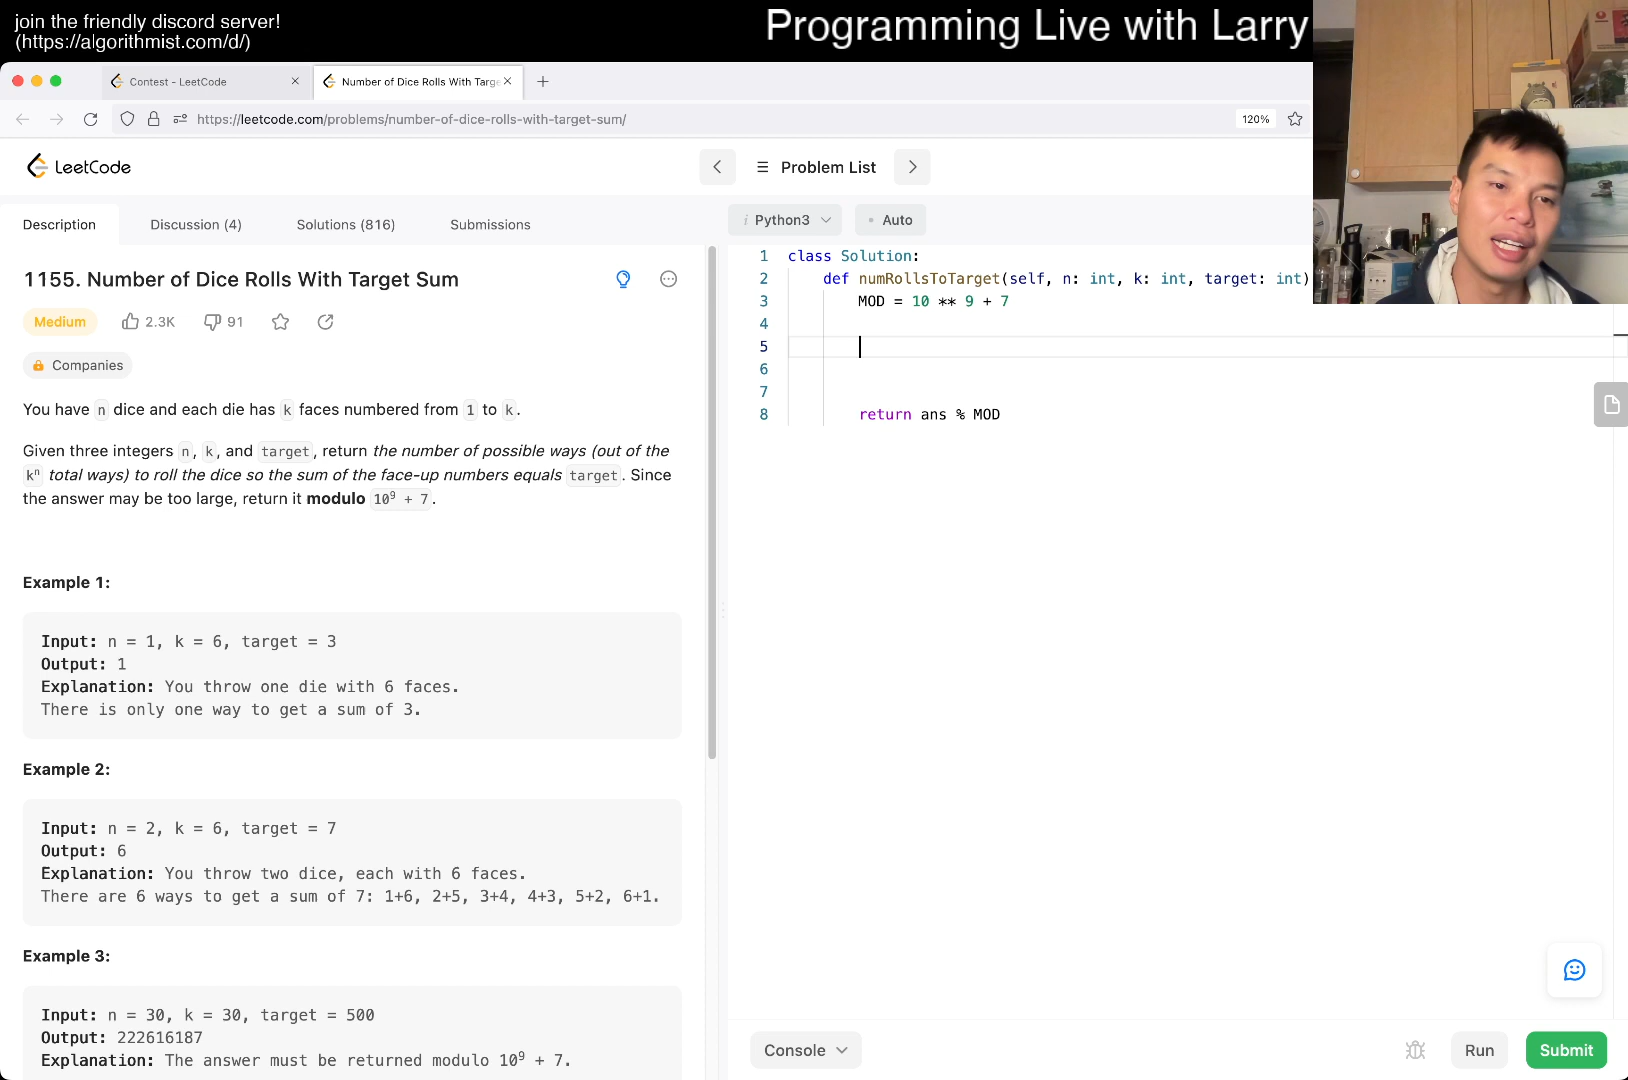 join the friendly discord server!
(https://algorithmist.com/d/)
Programming Live with Larry
Contest - LeetCode
Number of Dice Rolls With Targe
https://leetcode.com/problems/number-of-dice-rolls-with-target-sum/
120%
LeetCode
Problem List
Description
Discussion (4)
Solutions (816)
Submissions
i Python3
Auto
1155. Number of Dice Rolls With Target Sum
Medium
2.3K
91
Companies
You have n dice and each die has k faces numbered from 1 to k.
Given three integers n, k, and target, return the number of possible ways (out of the
kⁿ total ways) to roll the dice so the sum of the face-up numbers equals target. Since
the answer may be too large, return it modulo 10⁹ + 7.
Example 1:
Input: n = 1, k = 6, target = 3
Output: 1
Explanation: You throw one die with 6 faces.
There is only one way to get a sum of 3.
Example 2:
Input: n = 2, k = 6, target = 7
Output: 6
Explanation: You throw two dice, each with 6 faces.
There are 6 ways to get a sum of 7: 1+6, 2+5, 3+4, 4+3, 5+2, 6+1.
Example 3:
Input: n = 30, k = 30, target = 500
Output: 222616187
Explanation: The answer must be returned modulo 10⁹ + 7.
1 class Solution:
2 def numRollsToTarget(self, n: int, k: int, target: int)
3 MOD = 10 ** 9 + 7
4
5
6
7
8 return ans % MOD
Console
Run
Submit